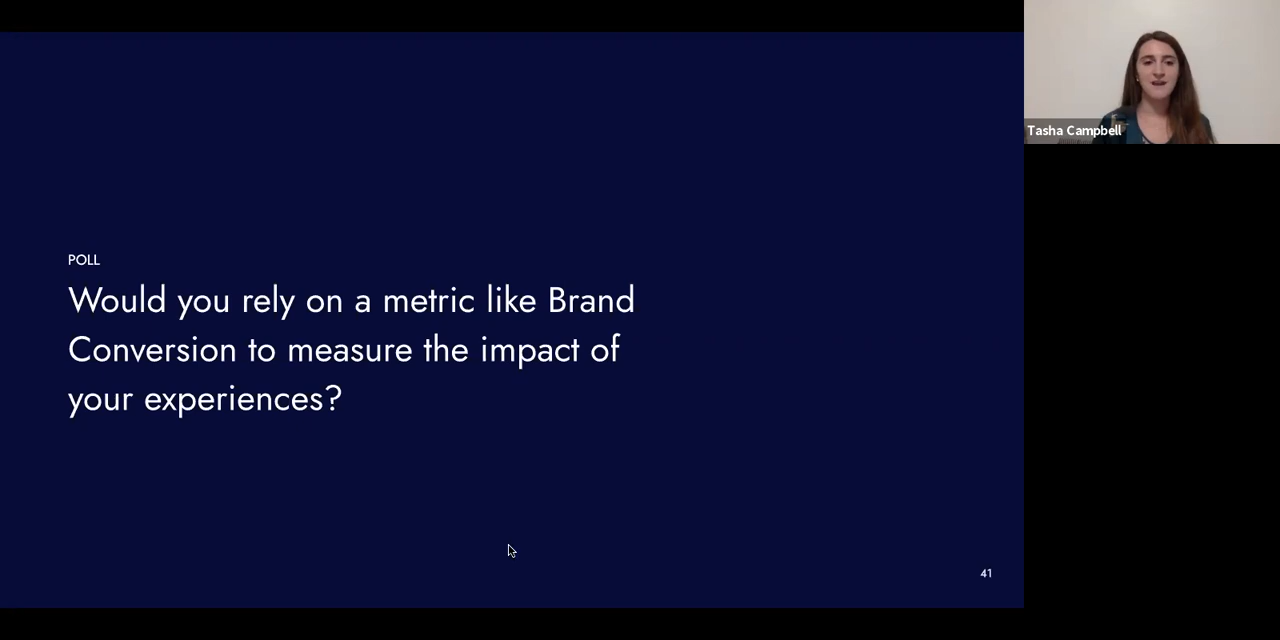 POLL
Would you rely on a metric like Brand
Conversion to measure the impact of
your experiences?
41
Tasha Campbell